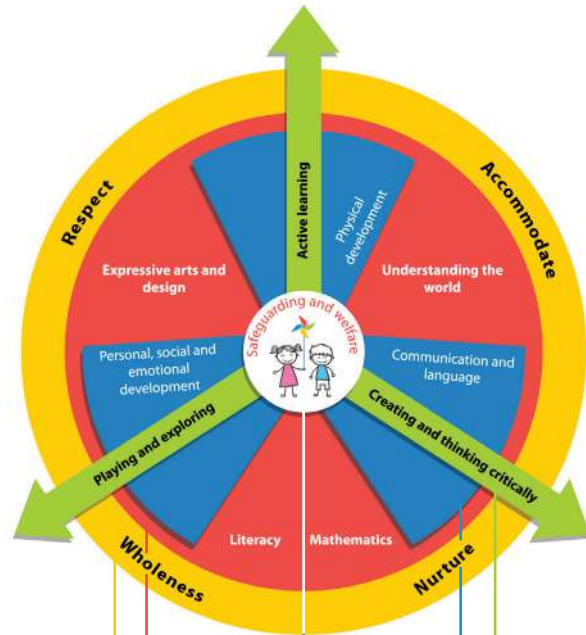 Active learning
Respect
Accommodate
Physical
development
Expressive arts and
design
Understanding the
world
Safeguarding and welfare
Personal, social and
emotional
development
Communication and
language
Playing and exploring
Creating and thinking critically
Literacy
Mathematics
Wholeness
Nurture